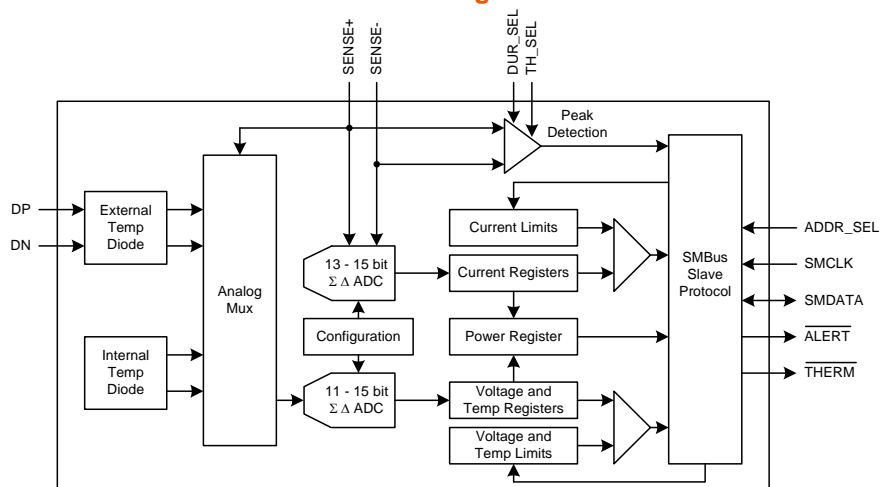 SENSE+
SENSE-
DUR_SEL
TH_SEL
Peak
Detection
DP
DN
External
Temp
Diode
Analog
Mux
Internal
Temp
Diode
13 - 15 bit
Σ Δ ADC
Configuration
11 - 15 bit
Σ Δ ADC
Current Limits
Current Registers
Power Register
Voltage and
Temp Registers
Voltage and
Temp Limits
SMBus
Slave
Protocol
ADDR_SEL
SMCLK
SMDATA
ALERT
THERM